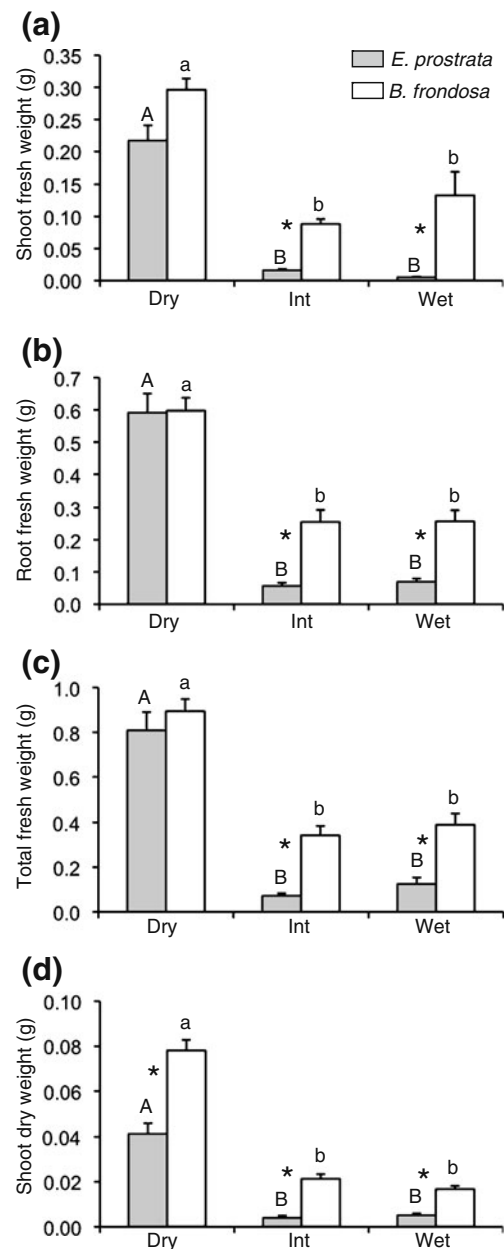 (a)
Shoot fresh weight (g)
0.35
0.30
0.25
0.20
0.15
0.10
0.05
0.00
E. prostrata
B. frondosa
A a
* B b
* B b
Dry Int Wet
(b)
Root fresh weight (g)
0.7
0.6
0.5
0.4
0.3
0.2
0.1
0.0
A a
* B b
* B b
Dry Int Wet
(c)
Total fresh weight (g)
1.0
0.8
0.6
0.4
0.2
0.0
A a
* B b
* B b
Dry Int Wet
(d)
Shoot dry weight (g)
0.10
0.08
0.06
0.04
0.02
0.00
* A a
* B b
* B b
Dry Int Wet